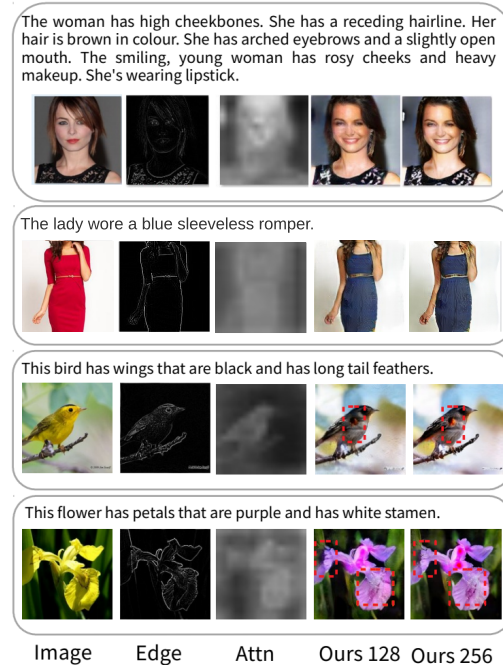 The woman has high cheekbones. She has a receding hairline. Her
hair is brown in colour. She has arched eyebrows and a slightly open
mouth. The smiling, young woman has rosy cheeks and heavy
makeup. She's wearing lipstick.
The lady wore a blue sleeveless romper.
This bird has wings that are black and has long tail feathers.
This flower has petals that are purple and has white stamen.
Image Edge Attn Ours 128 Ours 256